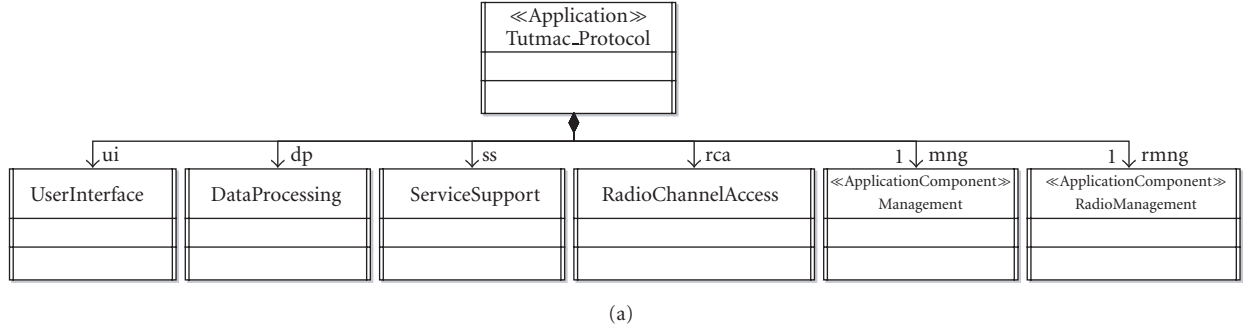 ≪Application≫
Tutmac_Protocol
ui dp ss rca 1 mng 1 rmng
UserInterface DataProcessing ServiceSupport RadioChannelAccess ≪ApplicationComponent≫ ≪ApplicationComponent≫
Management RadioManagement
(a)